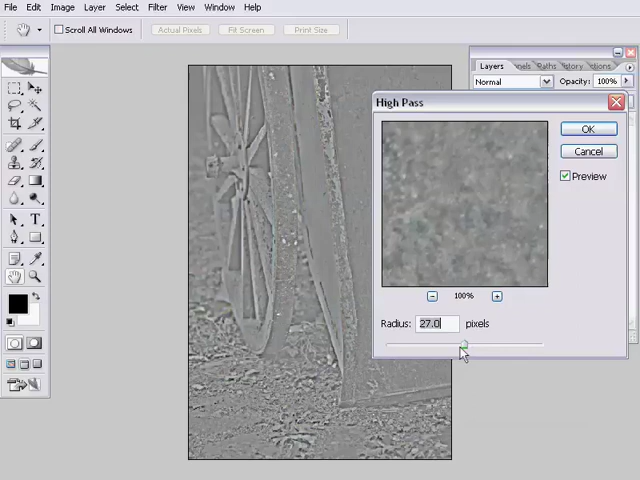 File Edit Image Layer Select Filter View Window Help
Scroll All Windows Actual Pixels Fit Screen Print Size
Layers Paths
Normal Opacity: 100%
High Pass
OK
Cancel
Preview
100%
Radius: 27.0 pixels
T